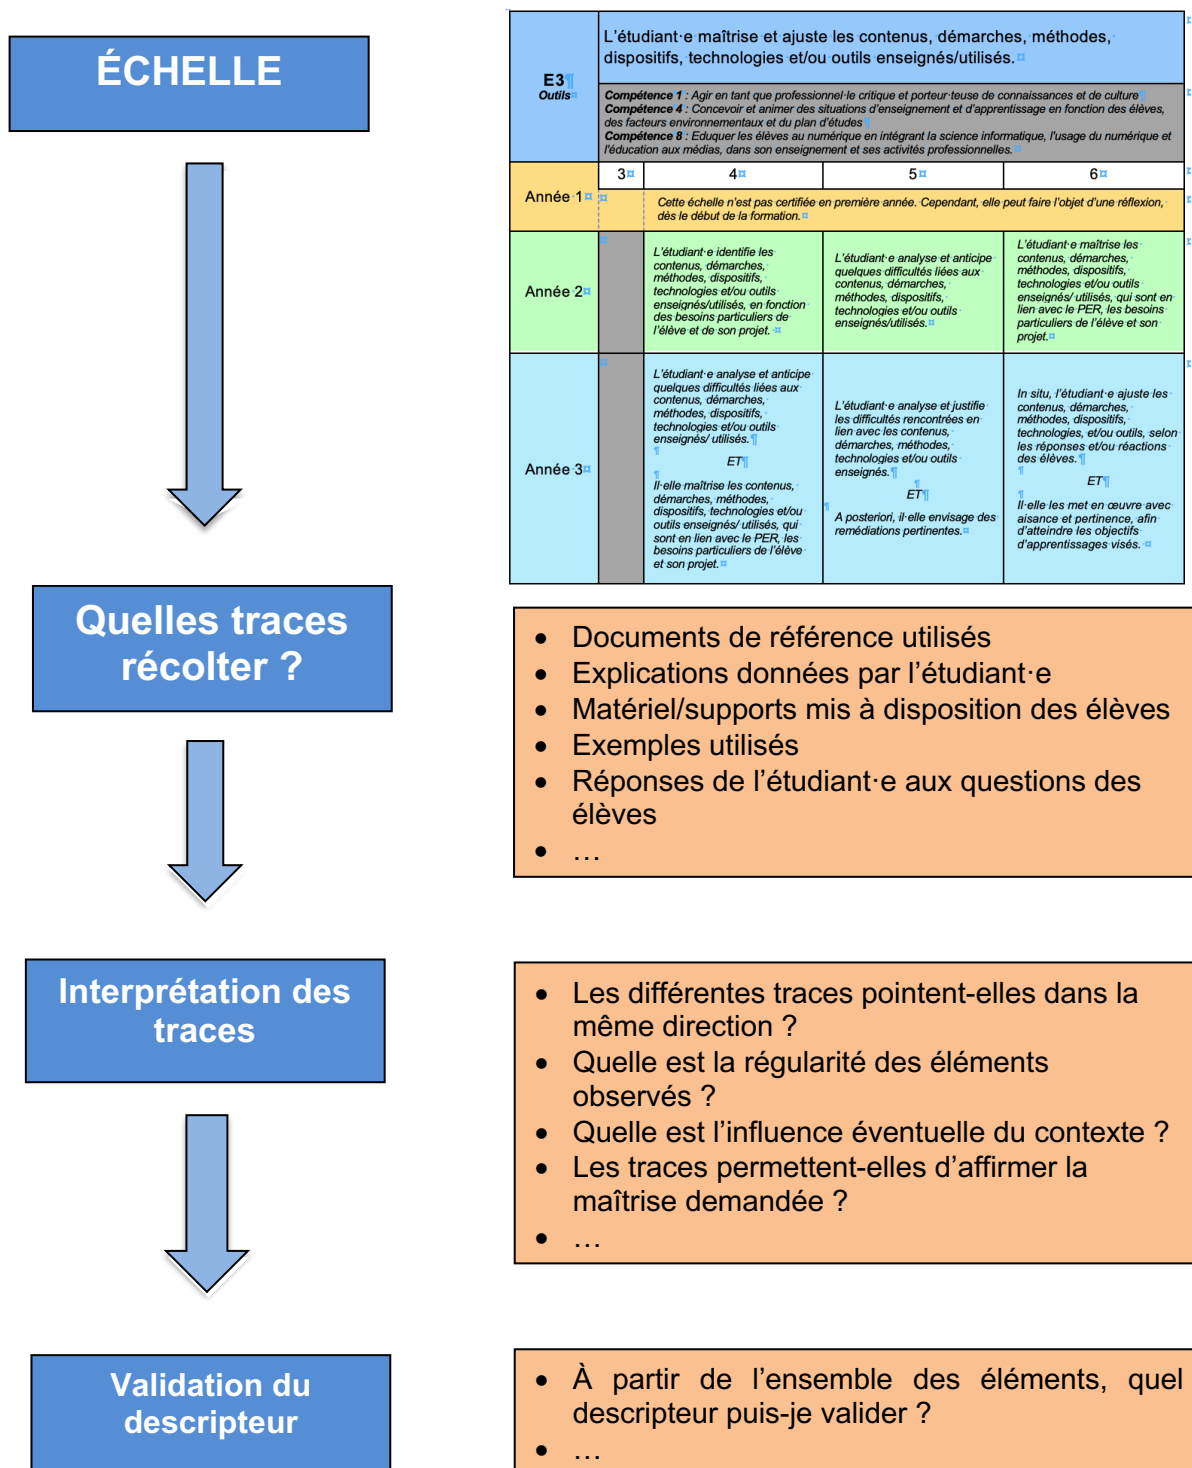 ÉCHELLE
E3¶
Outils¤
L'étudiant·e maîtrise et ajuste les contenus, démarches, méthodes,
dispositifs, technologies et/ou outils enseignés/utilisés.¤
Compétence 1 : Agir en tant que professionnel·le critique et porteur·teuse de connaissances et de culture¶
Compétence 4 : Concevoir et animer des situations d'enseignement et d'apprentissage en fonction des élèves,
des facteurs environnementaux et du plan d'études¶
Compétence 8 : Eduquer les élèves au numérique en intégrant la science informatique, l'usage du numérique et
l'éducation aux médias, dans son enseignement et ses activités professionnelles.¤
3¤ 4¤ 5¤ 6¤
Année·1¤
Cette échelle n'est pas certifiée en première année. Cependant, elle peut faire l'objet d'une réflexion,
dès le début de la formation.¤
Année·2¤
L'étudiant·e identifie les
contenus, démarches,
méthodes, dispositifs,
technologies et/ou outils
enseignés/utilisés, en fonction
des besoins particuliers de
l'élève et de son projet.·¤
L'étudiant·e analyse et anticipe
quelques difficultés liées aux
contenus, démarches,
méthodes, dispositifs,
technologies et/ou outils
enseignés/utilisés.¤
L'étudiant·e maîtrise les
contenus, démarches,
méthodes, dispositifs,
technologies et/ou outils
enseignés/ utilisés, qui sont en
lien avec le PER, les besoins
particuliers de l'élève et son
projet.¤
Année·3¤
L'étudiant·e analyse et anticipe
quelques difficultés liées aux
contenus, démarches,
méthodes, dispositifs,
technologies et/ou outils
enseignés/ utilisés.¶
¶
ET¶
¶
Il·elle maîtrise les contenus,
démarches, méthodes,
dispositifs, technologies et/ou
outils enseignés/ utilisés, qui
sont en lien avec le PER, les
besoins particuliers de l'élève
et son projet.¤
L'étudiant·e analyse et justifie
les difficultés rencontrées en
lien avec les contenus,
démarches, méthodes,
technologies et/ou outils
enseignés.¶
¶
ET¶
¶
A posteriori, il·elle envisage des
remédiations pertinentes.¤
In situ, l'étudiant·e ajuste les
contenus, démarches,
méthodes, dispositifs,
technologies, et/ou outils, selon
les réponses et/ou réactions
des élèves.¶
¶
ET¶
¶
Il·elle les met en œuvre avec
aisance et pertinence, afin
d'atteindre les objectifs
d'apprentissages visés.·¤
Quelles traces
récolter ?
• Documents de référence utilisés
• Explications données par l'étudiant·e
• Matériel/supports mis à disposition des élèves
• Exemples utilisés
• Réponses de l'étudiant·e aux questions des
élèves
• …
Interprétation des
traces
• Les différentes traces pointent-elles dans la
même direction ?
• Quelle est la régularité des éléments
observés ?
• Quelle est l'influence éventuelle du contexte ?
• Les traces permettent-elles d'affirmer la
maîtrise demandée ?
• …
Validation du
descripteur
• À partir de l'ensemble des éléments, quel
descripteur puis-je valider ?
• …